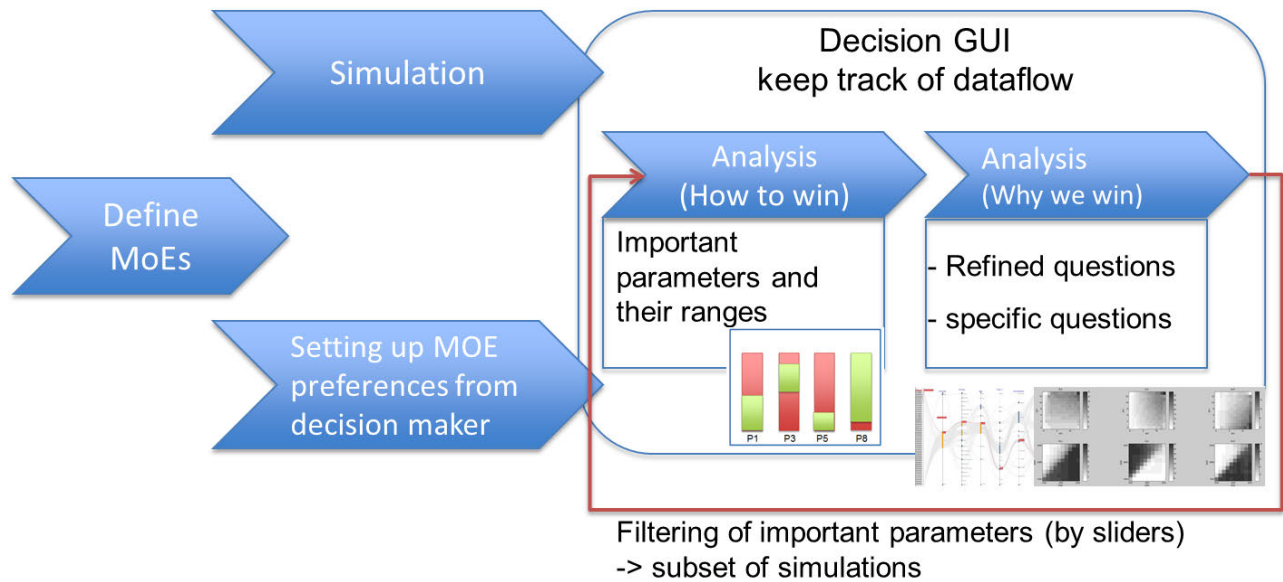 Simulation
Decision GUI
keep track of dataflow
Define
MoEs
Analysis
(How to win)
Analysis
(Why we win)
Important
parameters and
their ranges
- Refined questions
- specific questions
Setting up MOE
preferences from
decision maker
P1 P3 P5 P8
Filtering of important parameters (by sliders)
-> subset of simulations